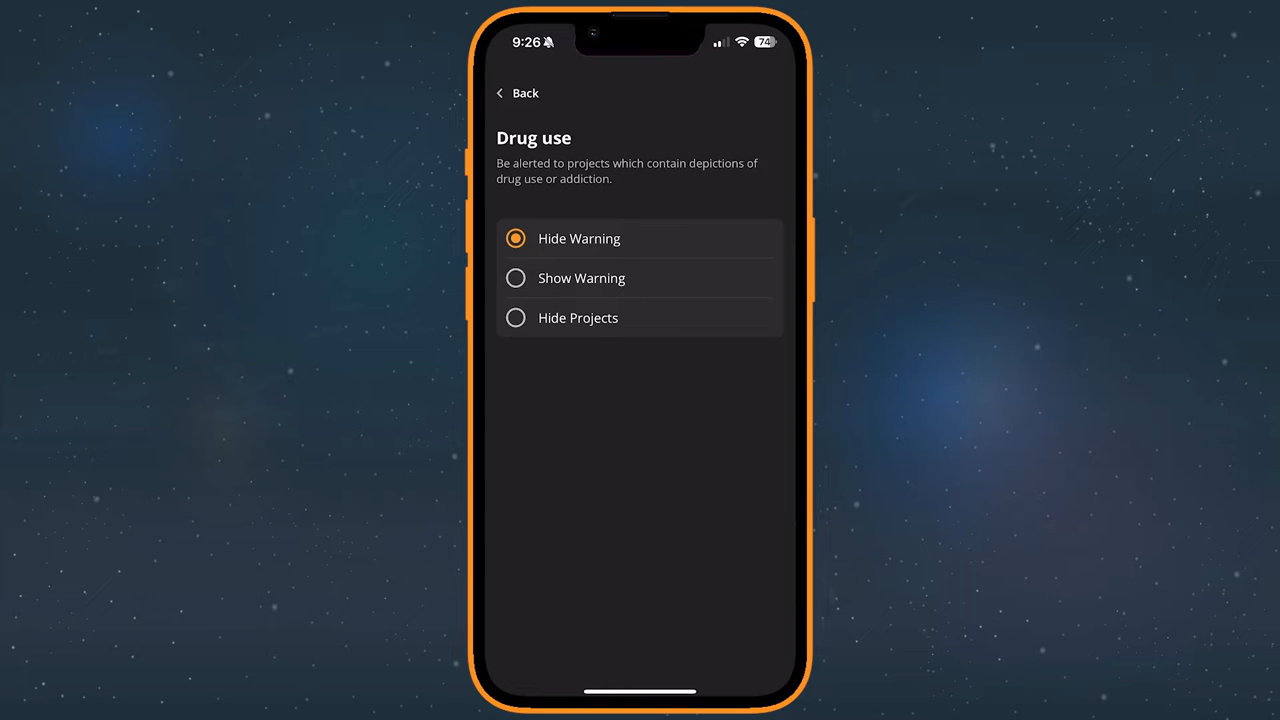 9:26
74
Back
Drug use
Be alerted to projects which contain depictions of
drug use or addiction.
Hide Warning
Show Warning
Hide Projects